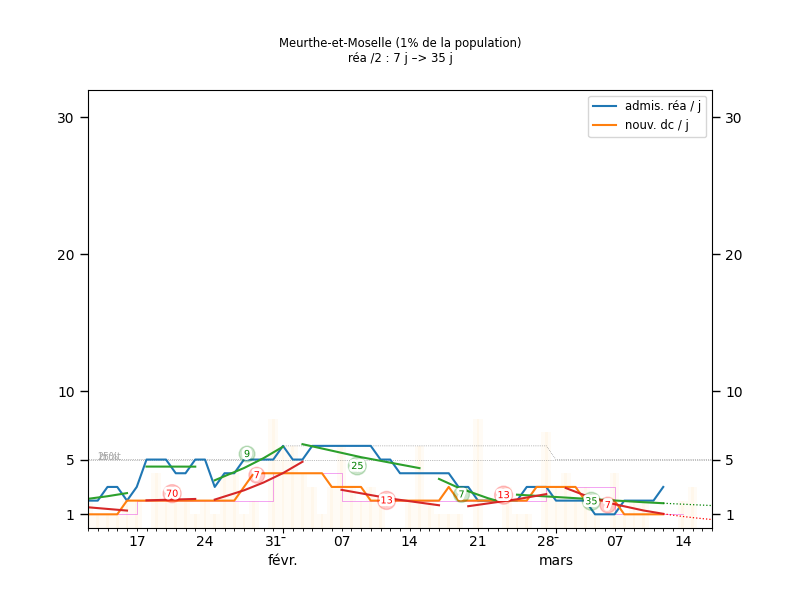 Meurthe-et-Moselle (1% de la population)
réa /2 : 7 j –> 35 j
admis. réa / j
nouv. dc / j
30 30
20 20
10 10
5 5
1 1
9
7
25
70
13
7
13
35
7
17 24 31 07 14 21 28 07 14
févr. mars